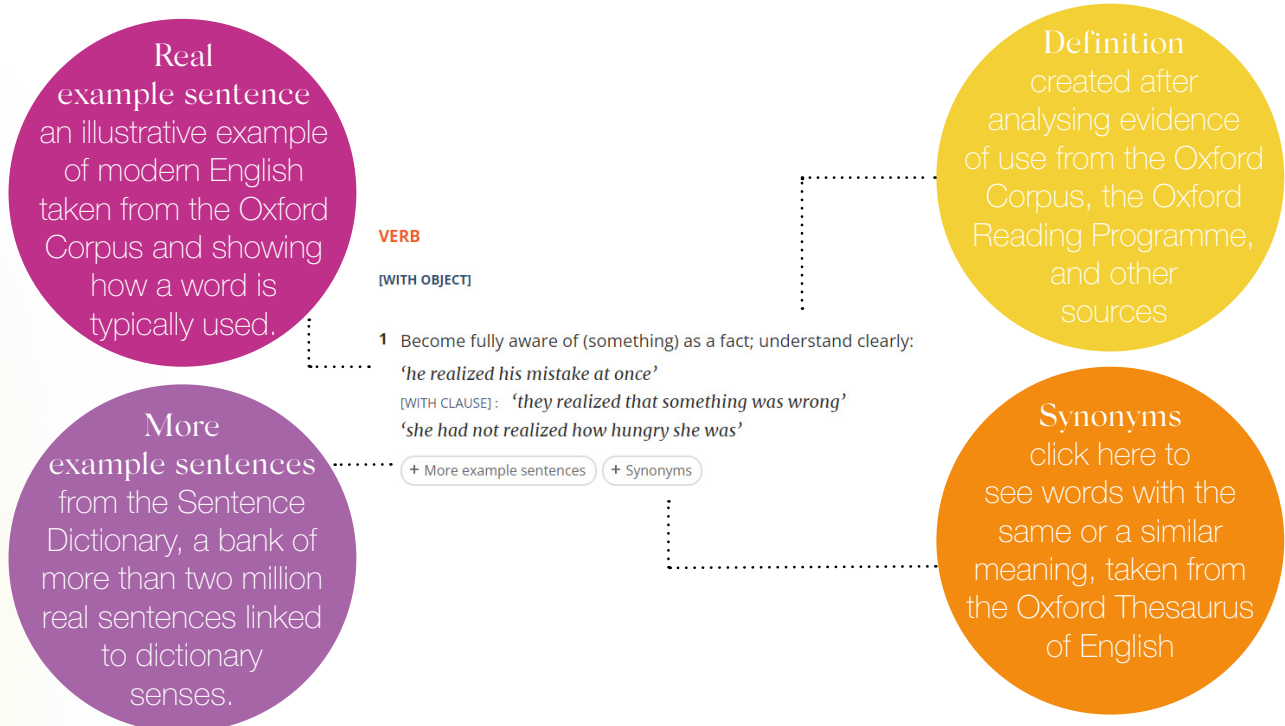 Real
example sentence
an illustrative example
of modern English
taken from the Oxford
Corpus and showing
how a word is
typically used.
More
example sentences
from the Sentence
Dictionary, a bank of
more than two million
real sentences linked
to dictionary
senses.
VERB
[WITH OBJECT]
1 Become fully aware of (something) as a fact; understand clearly:
‘he realized his mistake at once’
[WITH CLAUSE] : ‘they realized that something was wrong’
‘she had not realized how hungry she was’
+ More example sentences + Synonyms
Definition
created after
analysing evidence
of use from the Oxford
Corpus, the Oxford
Reading Programme,
and other
sources
Synonyms
click here to
see words with the
same or a similar
meaning, taken from
the Oxford Thesaurus
of English